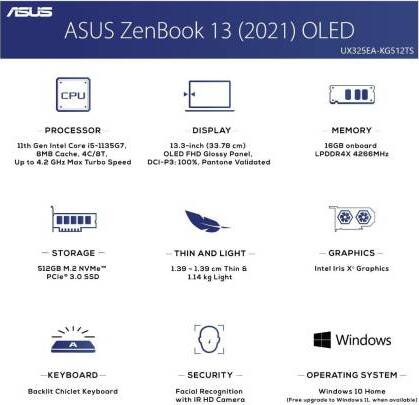 ASUS
ASUS ZenBook 13 (2021) OLED
UX325EA-KG512TS
CPU
PROCESSOR
11th Gen Intel Core i5-1135G7,
8MB Cache, 4C/8T,
Up to 4.2 GHz Max Turbo Speed
DISPLAY
13.3-inch (33.78 cm)
OLED FHD Glossy Panel,
DCI-P3: 100%, Pantone Validated
MEMORY
16GB onboard
LPDDR4X 4266MHz
STORAGE
512GB M.2 NVMe™
PCIe® 3.0 SSD
THIN AND LIGHT
1.39 ~ 1.39 cm Thin &
1.14 kg Light
GRAPHICS
Intel Iris Xᵉ Graphics
A
KEYBOARD
Backlit Chiclet Keyboard
SECURITY
Facial Recognition
with IR HD Camera
Windows
OPERATING SYSTEM
Windows 10 Home
(Free upgrade to Windows 11, when available)